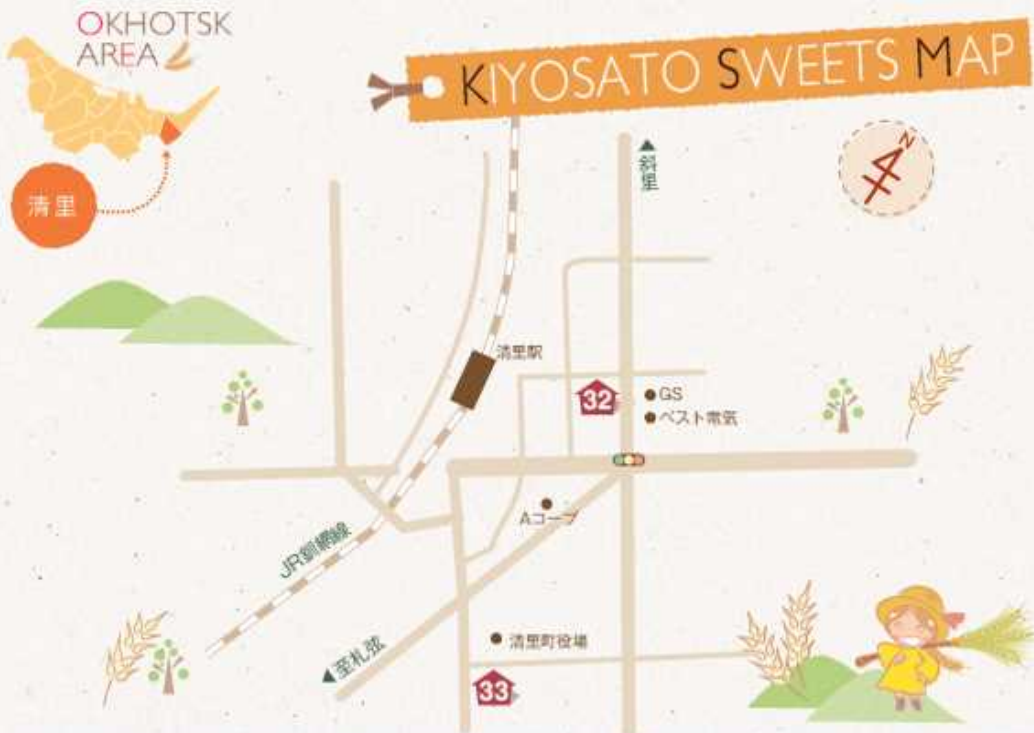 OKHOTSK
AREA
KIYOSATO SWEETS MAP
清里
▲斜里
N
清里駅
32
GS
ベスト電気
Aコープ
JR釧網線
▲至札弦
清里町役場
33